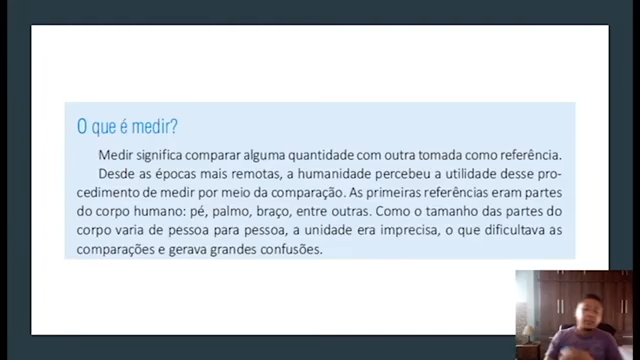 O que é medir?
Medir significa comparar alguma quantidade com outra tomada como referência.
Desde as épocas mais remotas, a humanidade percebeu a utilidade desse pro-
cedimento de medir por meio da comparação. As primeiras referências eram partes
do corpo humano: pé, palmo, braço, entre outras. Como o tamanho das partes do
corpo varia de pessoa para pessoa, a unidade era imprecisa, o que dificultava as
comparações e gerava grandes confusões.